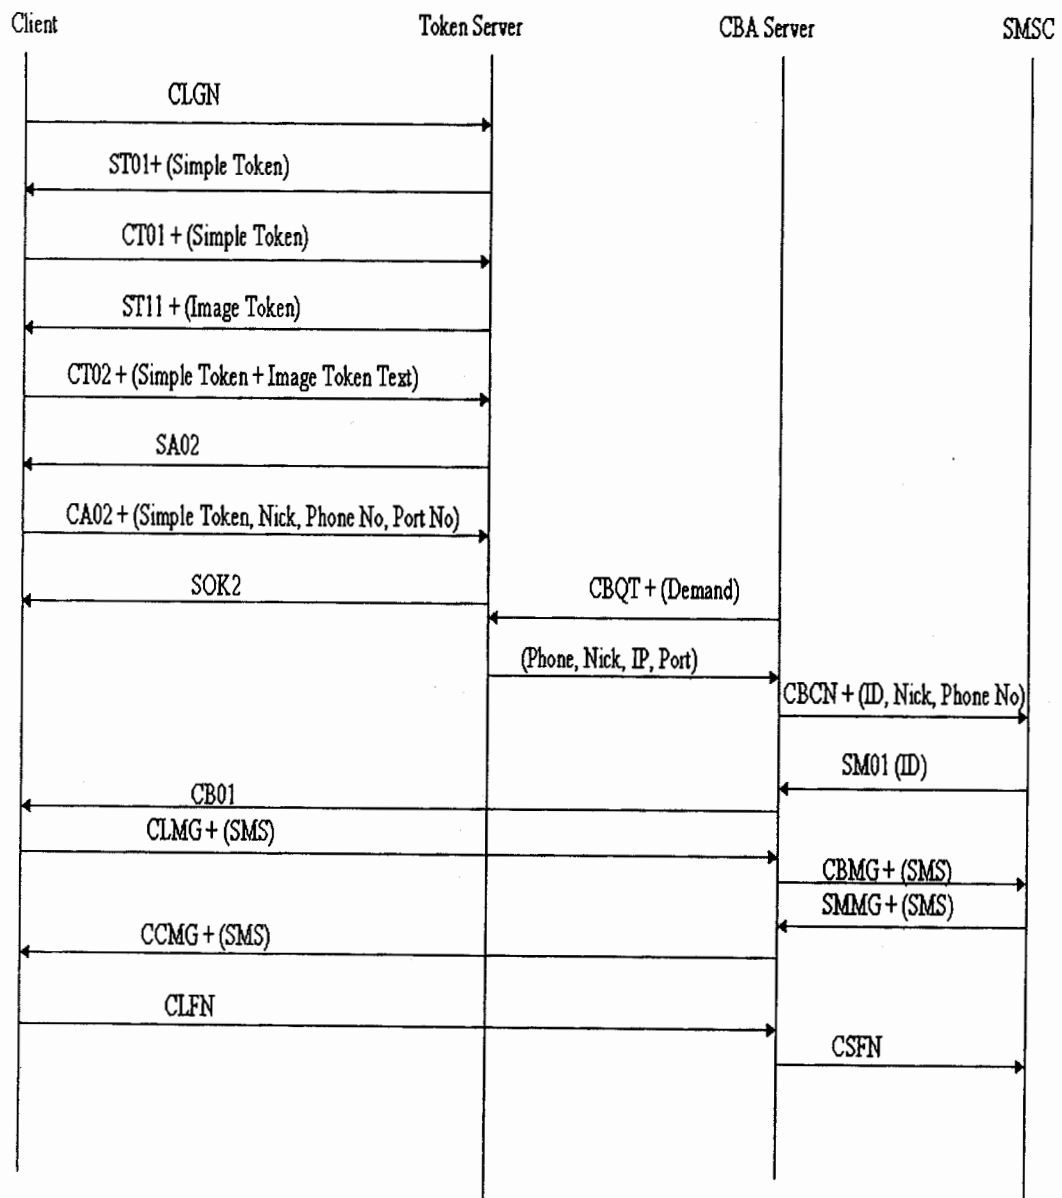 Client
Token Server
CBA Server
SMSC
CLGN
ST01+ (Simple Token)
CT01 + (Simple Token)
ST11 + (Image Token)
CT02 + (Simple Token + Image Token Text)
SA02
CA02 + (Simple Token, Nick, Phone No, Port No)
SOK2
CBQT + (Demand)
(Phone, Nick, IP, Port)
CBCN + (ID, Nick, Phone No)
SM01 (ID)
CB01
CLMG + (SMS)
CBMG + (SMS)
SMMG + (SMS)
CCMG + (SMS)
CLFN
CSFN